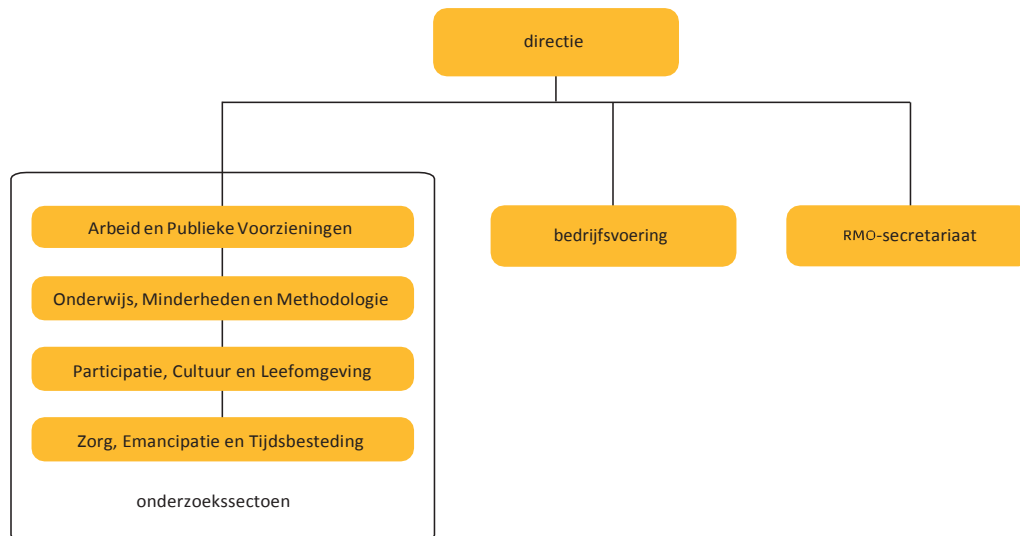 directie
Arbeid en Publieke Voorzieningen
bedrijfsvoering
RMO-secretariaat
Onderwijs, Minderheden en Methodologie
Participatie, Cultuur en Leefomgeving
Zorg, Emancipatie en Tijdsbesteding
onderzoekssectoen